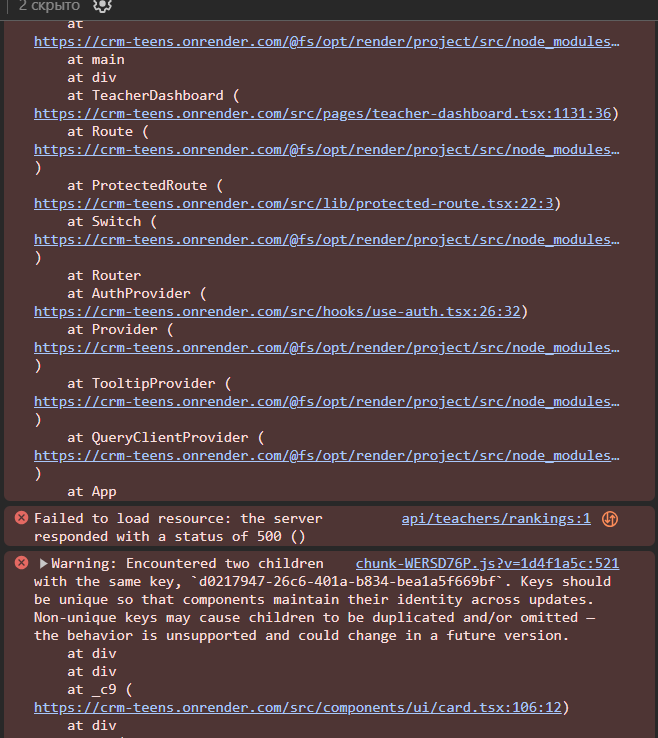 2 скрыто
at
https://crm-teens.onrender.com/@fs/opt/render/project/src/node_modules…
at main
at div
at TeacherDashboard (
https://crm-teens.onrender.com/src/pages/teacher-dashboard.tsx:1131:36)
at Route (
https://crm-teens.onrender.com/@fs/opt/render/project/src/node_modules…
)
at ProtectedRoute (
https://crm-teens.onrender.com/src/lib/protected-route.tsx:22:3)
at Switch (
https://crm-teens.onrender.com/@fs/opt/render/project/src/node_modules…
)
at Router
at AuthProvider (
https://crm-teens.onrender.com/src/hooks/use-auth.tsx:26:32)
at Provider (
https://crm-teens.onrender.com/@fs/opt/render/project/src/node_modules…
)
at TooltipProvider (
https://crm-teens.onrender.com/@fs/opt/render/project/src/node_modules…
)
at QueryClientProvider (
https://crm-teens.onrender.com/@fs/opt/render/project/src/node_modules…
)
at App
Failed to load resource: the server api/teachers/rankings:1
responded with a status of 500 ()
Warning: Encountered two children chunk-WERSD76P.js?v=1d4f1a5c:521
with the same key, `d0217947-26c6-401a-b834-bea1a5f669bf`. Keys should
be unique so that components maintain their identity across updates.
Non-unique keys may cause children to be duplicated and/or omitted —
the behavior is unsupported and could change in a future version.
at div
at div
at _c9 (
https://crm-teens.onrender.com/src/components/ui/card.tsx:106:12)
at div